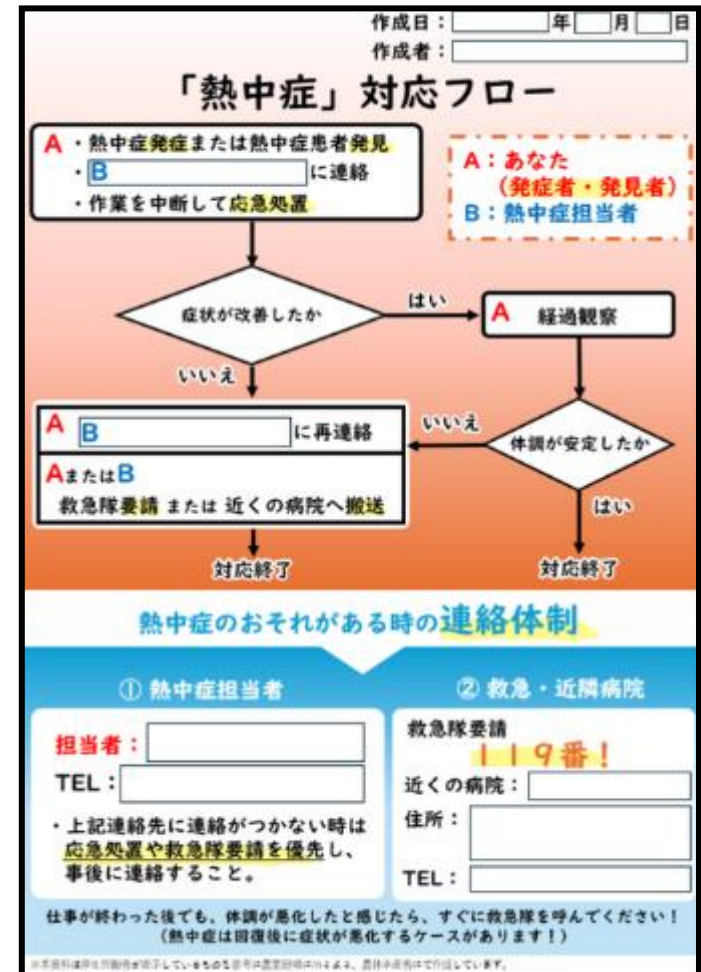 作成日：　年　月　日
作成者：
「熱中症」対応フロー
A ・熱中症発症または熱中症患者発見
・B に連絡
・作業を中断して応急処置
A：あなた
（発症者・発見者）
B：熱中症担当者
症状が改善したか
はい
A 経過観察
いいえ
A B に再連絡
いいえ
体調が安定したか
AまたはB
救急隊要請 または 近くの病院へ搬送
はい
対応終了
対応終了
熱中症のおそれがある時の連絡体制
① 熱中症担当者
② 救急・近隣病院
担当者：
TEL：
・上記連絡先に連絡がつかない時は
応急処置や救急隊要請を優先し、
事後に連絡すること。
救急隊要請
１１９番！
近くの病院：
住所：
TEL：
仕事が終わった後でも、体調が悪化したと感じたら、すぐに救急隊を呼んでください！
（熱中症は回復後に症状が悪化するケースがあります！）